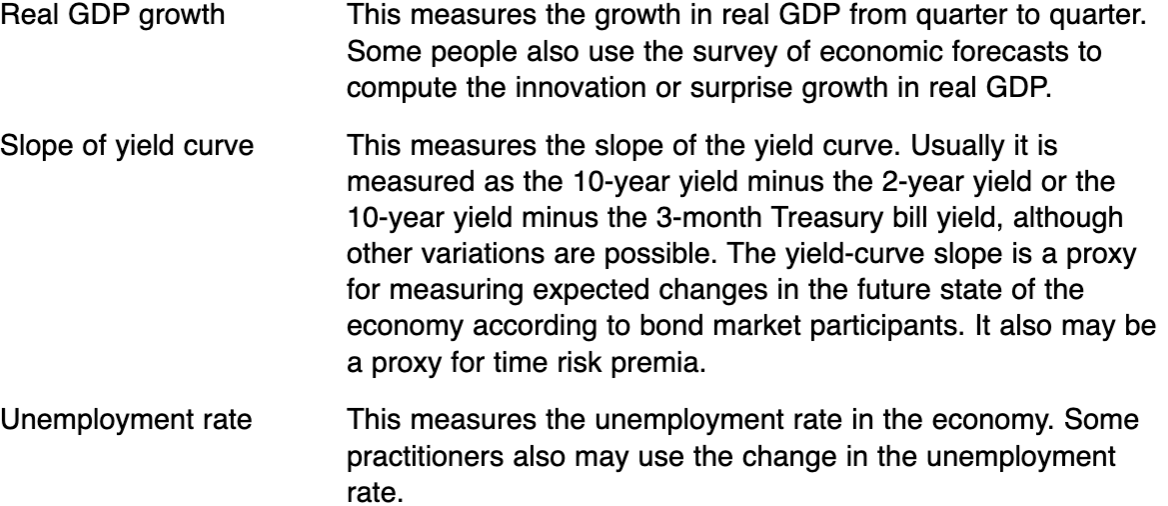 Real GDP growth This measures the growth in real GDP from quarter to quarter.
Some people also use the survey of economic forecasts to
compute the innovation or surprise growth in real GDP.
Slope of yield curve This measures the slope of the yield curve. Usually it is
measured as the 10-year yield minus the 2-year yield or the
10-year yield minus the 3-month Treasury bill yield, although
other variations are possible. The yield-curve slope is a proxy
for measuring expected changes in the future state of the
economy according to bond market participants. It also may be
a proxy for time risk premia.
Unemployment rate This measures the unemployment rate in the economy. Some
practitioners also may use the change in the unemployment
rate.